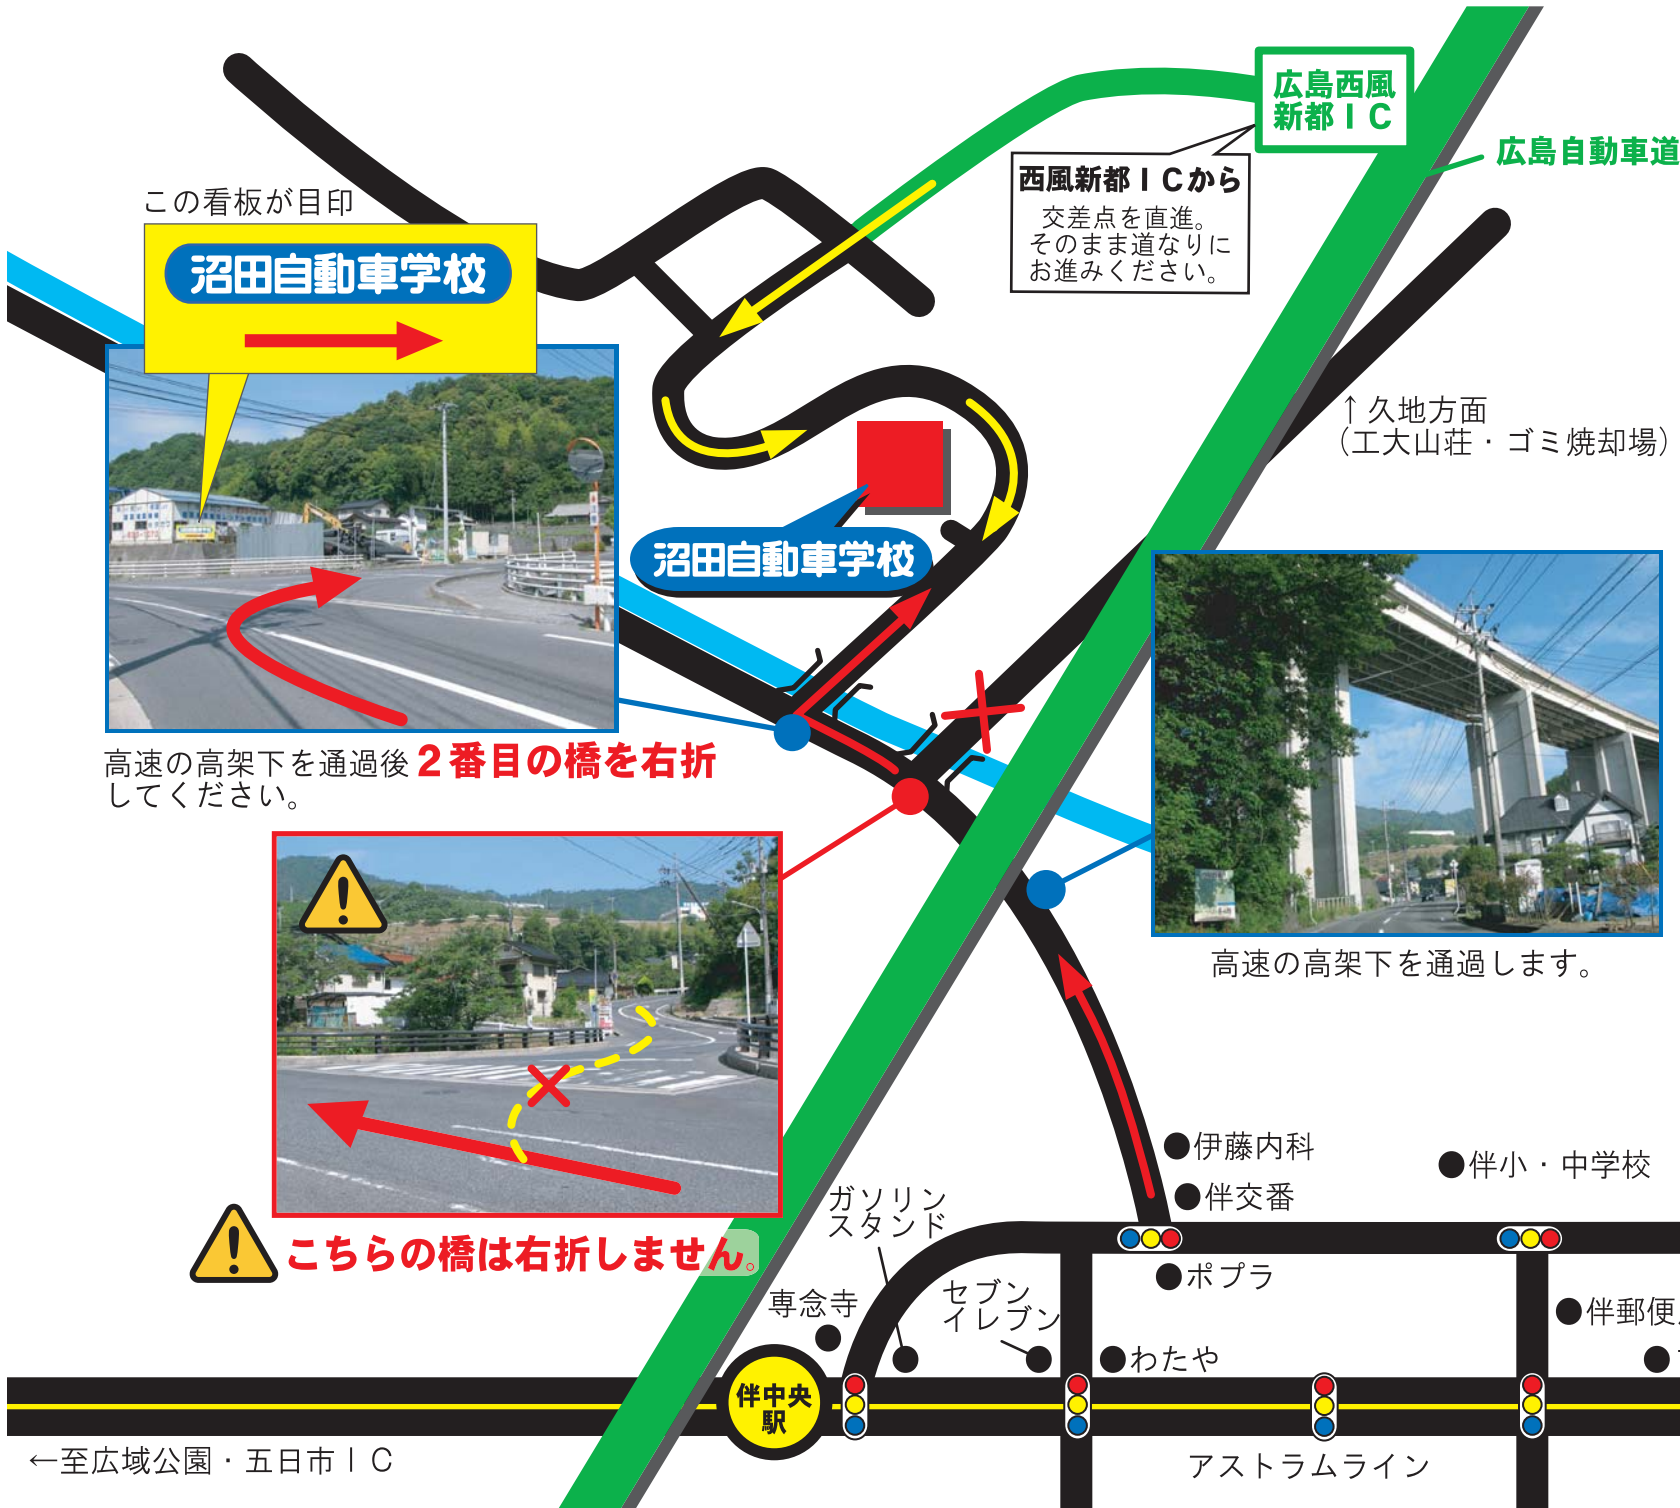 広島西風
新都ＩＣ
広島自動車道
西風新都ＩＣから
交差点を直進。
そのまま道なりに
お進みください。
この看板が目印
沼田自動車学校
↑久地方面
（工大山荘・ゴミ焼却場）
沼田自動車学校
高速の高架下を通過後２番目の橋を右折
してください。
高速の高架下を通過します。
こちらの橋は右折しません。
伊藤内科
伴小・中学校
伴交番
ガソリン
スタンド
ポプラ
セブン
イレブン
専念寺
伴郵便
わたや
伴中央
駅
←至広域公園・五日市ＩＣ
アストラムライン